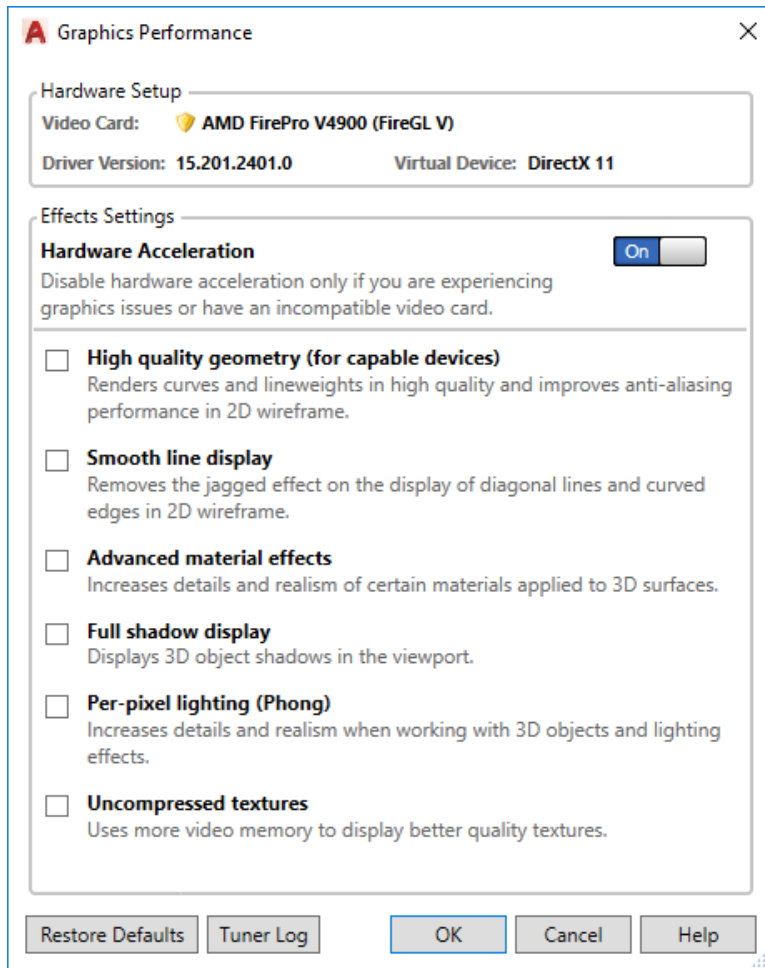 Graphics Performance
Hardware Setup
Video Card: AMD FirePro V4900 (FireGL V)
Driver Version: 15.201.2401.0 Virtual Device: DirectX 11
Effects Settings
Hardware Acceleration On
Disable hardware acceleration only if you are experiencing
graphics issues or have an incompatible video card.
High quality geometry (for capable devices)
Renders curves and lineweights in high quality and improves anti-aliasing
performance in 2D wireframe.
Smooth line display
Removes the jagged effect on the display of diagonal lines and curved
edges in 2D wireframe.
Advanced material effects
Increases details and realism of certain materials applied to 3D surfaces.
Full shadow display
Displays 3D object shadows in the viewport.
Per-pixel lighting (Phong)
Increases details and realism when working with 3D objects and lighting
effects.
Uncompressed textures
Uses more video memory to display better quality textures.
Restore Defaults Tuner Log OK Cancel Help